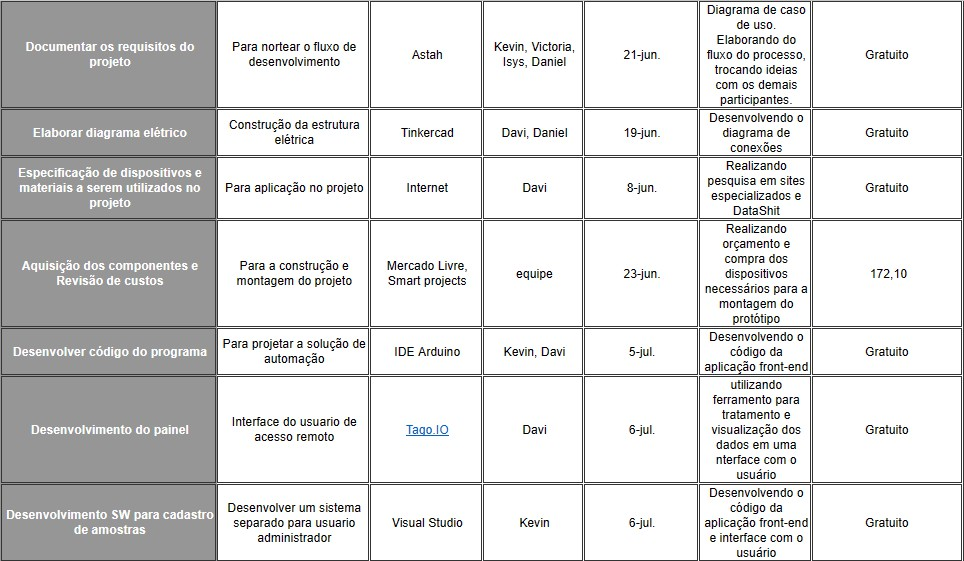 Documentar os requisitos do
projeto
Para nortear o fluxo de
desenvolvimento
Astah
Kevin, Victoria,
Isys, Daniel
21-jun.
Diagrama de caso
de uso.
Elaborando do
fluxo do processo,
trocando ideias
com os demais
participantes.
Gratuito
Elaborar diagrama elétrico
Construção da estrutura
elétrica
Tinkercad
Davi, Daniel
19-jun.
Desenvolvendo o
diagrama de
conexões
Gratuito
Especificação de dispositivos e
materiais a serem utilizados no
projeto
Para aplicação no projeto
Internet
Davi
8-jun.
Realizando
pesquisa em sites
especializados e
DataShit
Gratuito
Aquisição dos componentes e
Revisão de custos
Para a construção e
montagem do projeto
Mercado Livre,
Smart projects
equipe
23-jun.
Realizando
orçamento e
compra dos
dispositivos
necessários para a
montagem do
protótipo
172,10
Desenvolver código do programa
Para projetar a solução de
automação
IDE Arduino
Kevin, Davi
5-jul.
Desenvolvendo o
código da
aplicação front-end
Gratuito
Desenvolvimento do painel
Interface do usuario de
acesso remoto
Tago.IO
Davi
6-jul.
utilizando
ferramento para
tratamento e
visualização dos
dados em uma
nterface com o
usuário
Gratuito
Desenvolvimento SW para cadastro
de amostras
Desenvolver um sistema
separado para usuario
administrador
Visual Studio
Kevin
6-jul.
Desenvolvendo o
código da
aplicação front-end
e interface com o
usuário
Gratuito